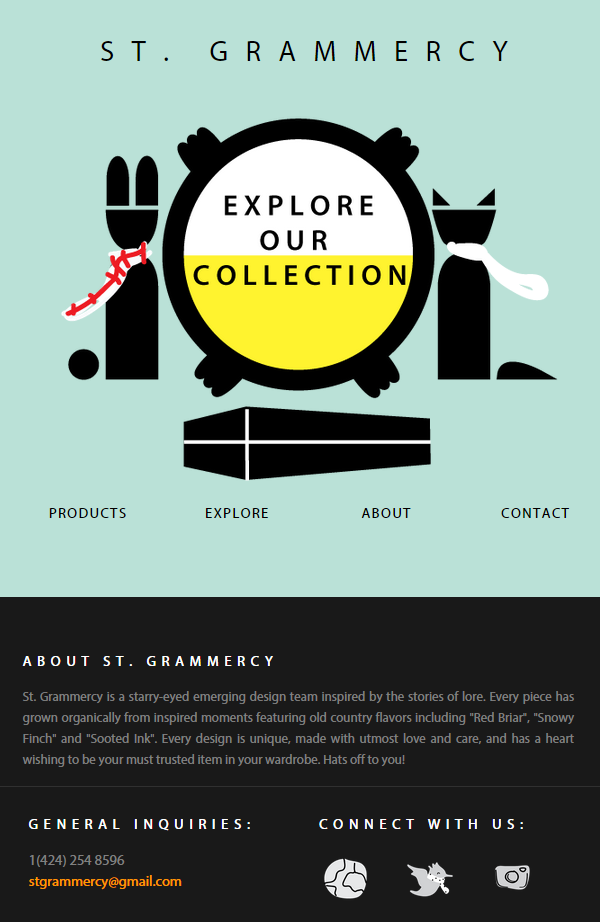 ST. GRAMMERCY
EXPLORE
OUR
COLLECTION
PRODUCTS EXPLORE ABOUT CONTACT
ABOUT ST. GRAMMERCY
St. Grammercy is a starry-eyed emerging design team inspired by the stories of lore. Every piece has
grown organically from inspired moments featuring old country flavors including "Red Briar", "Snowy
Finch" and "Sooted Ink". Every design is unique, made with utmost love and care, and has a heart
wishing to be your must trusted item in your wardrobe. Hats off to you!
GENERAL INQUIRIES:
1(424) 254 8596
stgrammercy@gmail.com
CONNECT WITH US: